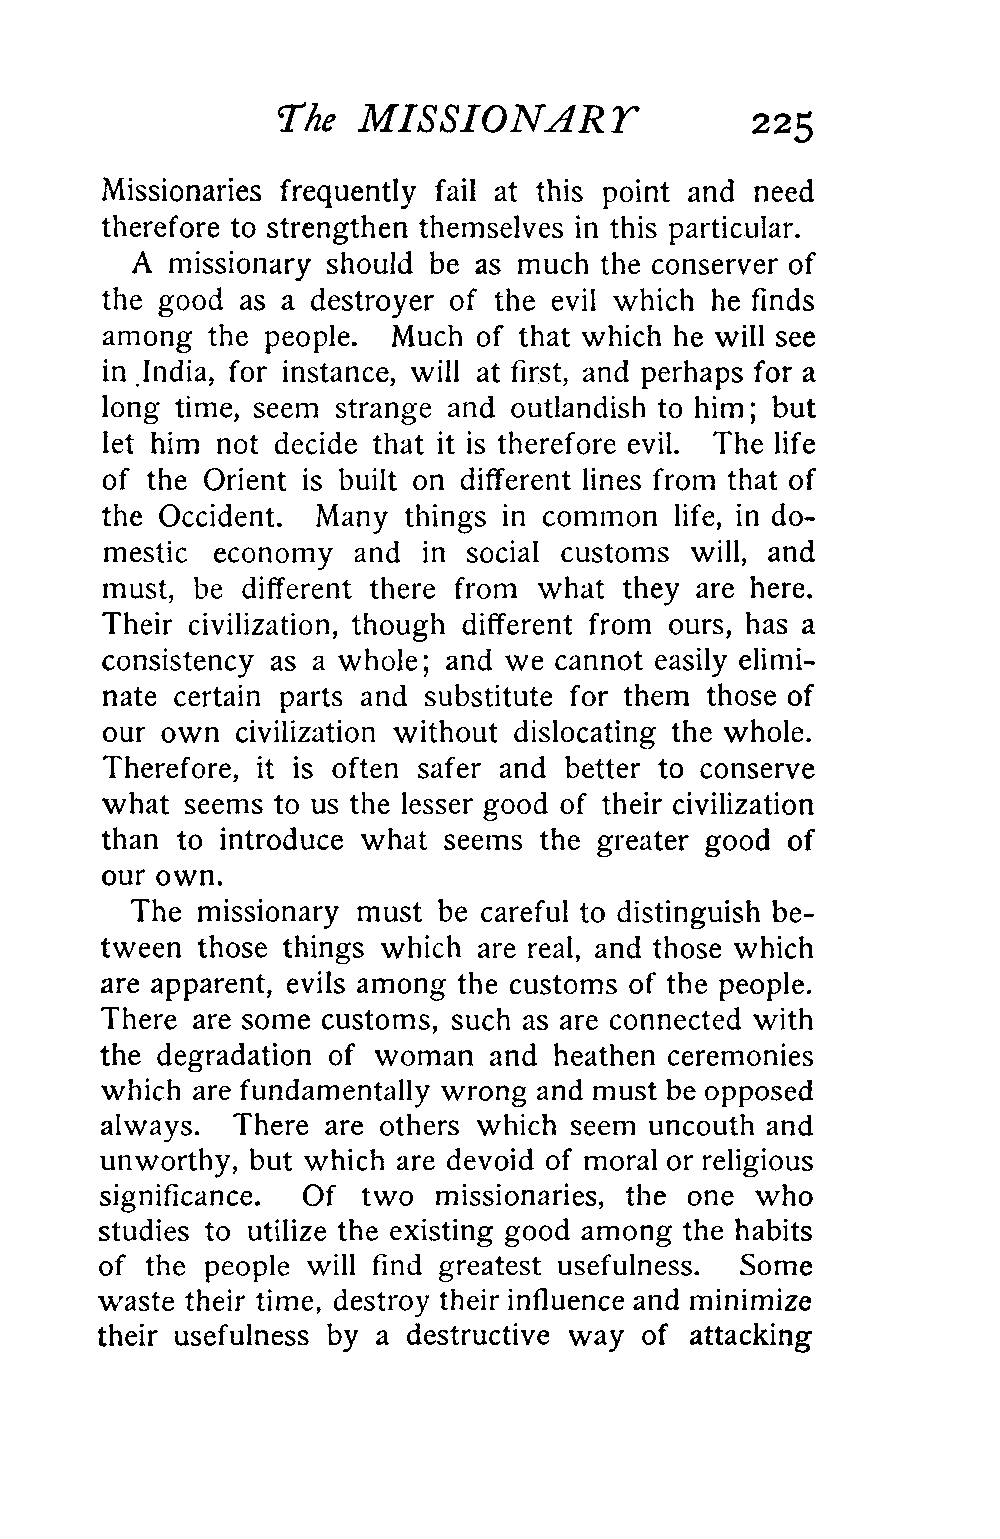 The MISSIONARY 225
Missionaries frequently fail at this point and need
therefore to strengthen themselves in this particular.
A missionary should be as much the conserver of
the good as a destroyer of the evil which he finds
among the people. Much of that which he will see
in India, for instance, will at first, and perhaps for a
long time, seem strange and outlandish to him; but
let him not decide that it is therefore evil. The life
of the Orient is built on different lines from that of
the Occident. Many things in common life, in do-
mestic economy and in social customs will, and
must, be different there from what they are here.
Their civilization, though different from ours, has a
consistency as a whole; and we cannot easily elimi-
nate certain parts and substitute for them those of
our own civilization without dislocating the whole.
Therefore, it is often safer and better to conserve
what seems to us the lesser good of their civilization
than to introduce what seems the greater good of
our own.
The missionary must be careful to distinguish be-
tween those things which are real, and those which
are apparent, evils among the customs of the people.
There are some customs, such as are connected with
the degradation of woman and heathen ceremonies
which are fundamentally wrong and must be opposed
always. There are others which seem uncouth and
unworthy, but which are devoid of moral or religious
significance. Of two missionaries, the one who
studies to utilize the existing good among the habits
of the people will find greatest usefulness. Some
waste their time, destroy their influence and minimize
their usefulness by a destructive way of attacking